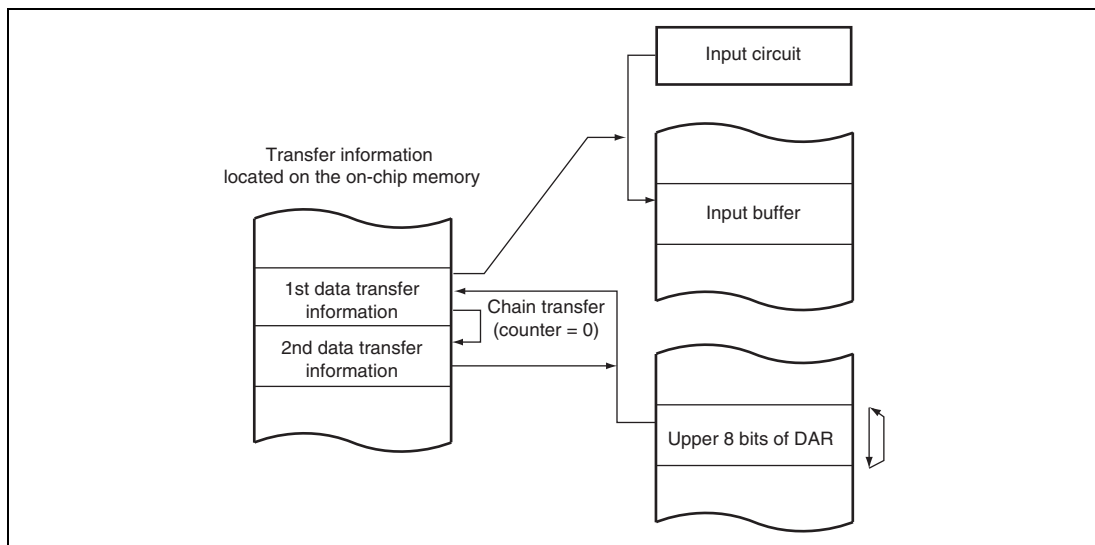 Input circuit
Transfer information
located on the on-chip memory
Input buffer
1st data transfer
information
Chain transfer
(counter = 0)
2nd data transfer
information
Upper 8 bits of DAR